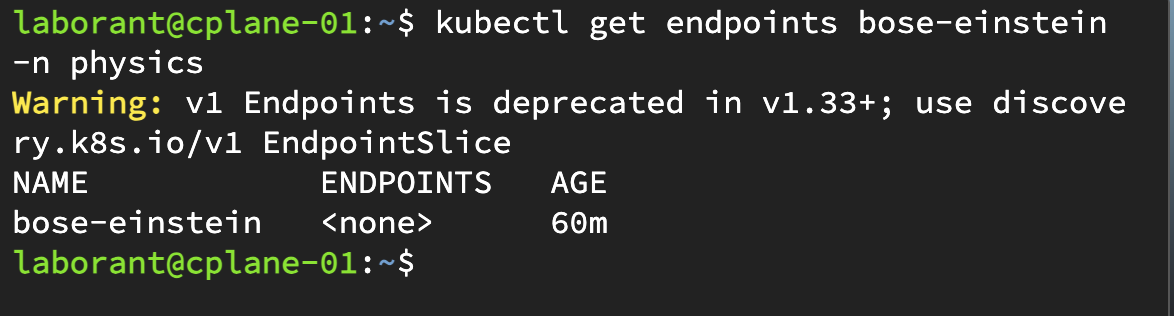 laborant@cplane-01:~$ kubectl get endpoints bose-einstein
-n physics
Warning: v1 Endpoints is deprecated in v1.33+; use discove
ry.k8s.io/v1 EndpointSlice
NAME            ENDPOINTS   AGE
bose-einstein   <none>      60m
laborant@cplane-01:~$